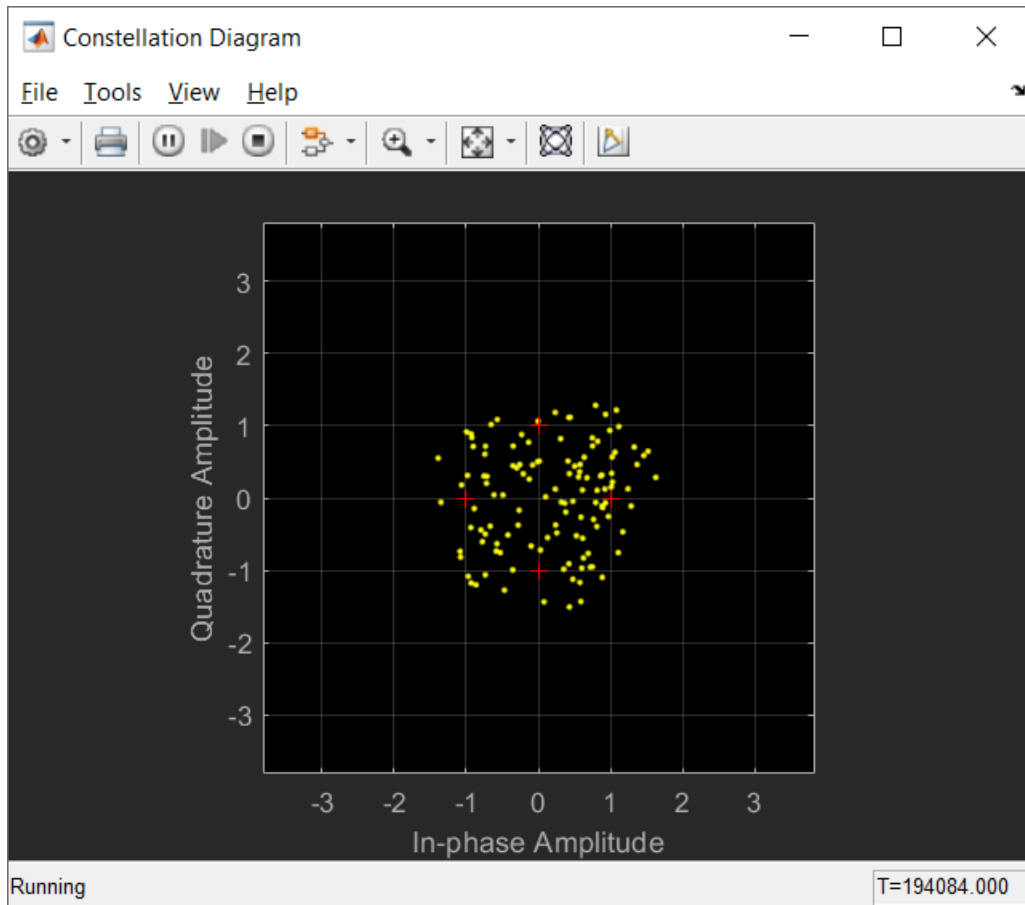 Constellation Diagram
File Tools View Help
3
2
1
0
-1
-2
-3
Quadrature Amplitude
-3 -2 -1 0 1 2 3
In-phase Amplitude
Running T=194084.000